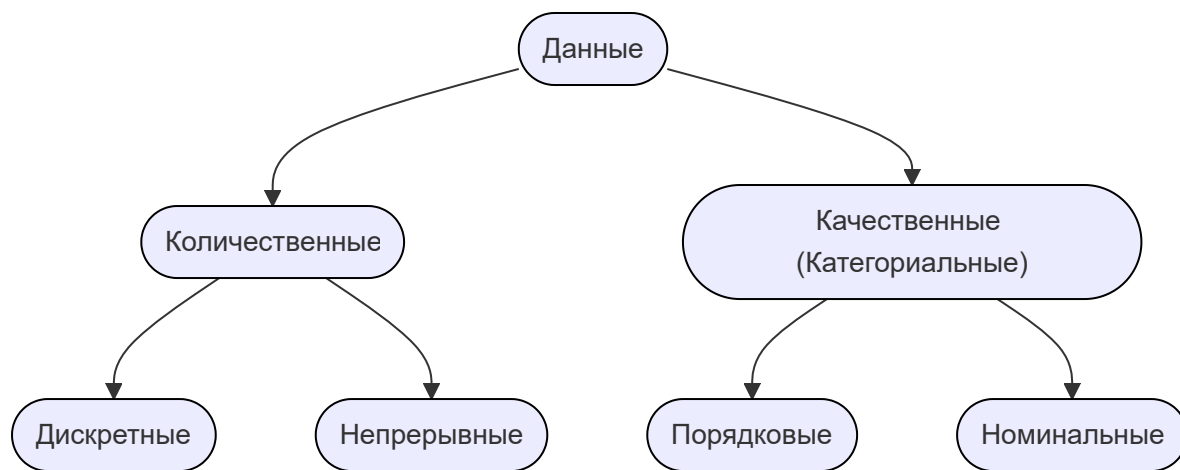 Данные
Количественные
Качественные
(Категориальные)
Дискретные
Непрерывные
Порядковые
Номинальные